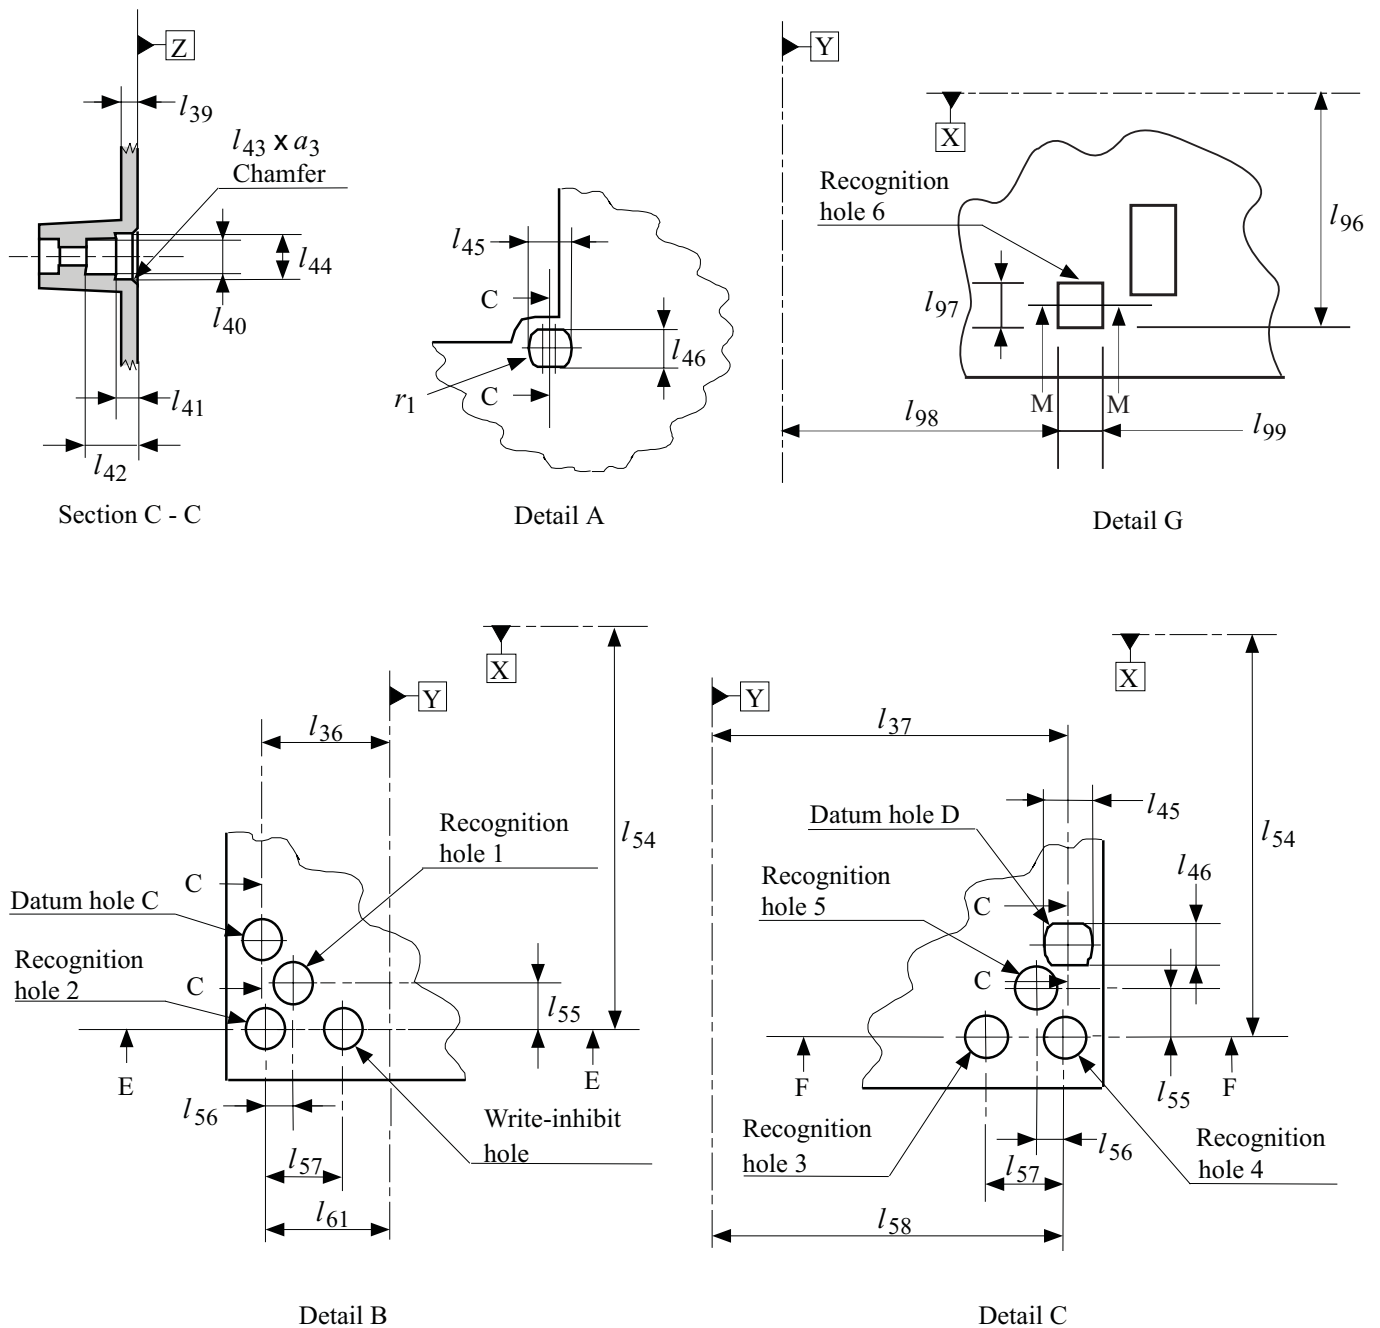 Z
l39
l43 x a3
Chamfer
l44
l40
l41
l42
Section C - C
l45
C
l46
C
r1
Detail A
Y
X
Recognition
hole 6
l96
l97
M M
l98
l99
Detail G
X
Y
l36
Recognition
hole 1
l54
C
Datum hole C
Recognition
hole 2
C
l55
E
E
l56
Write-inhibit
hole
l57
l61
Detail B
X
Y
l37
Datum hole D
l45
l54
Recognition
hole 5
C
l46
C
F
F
l55
Recognition
hole 3
l56
Recognition
hole 4
l57
l58
Detail C